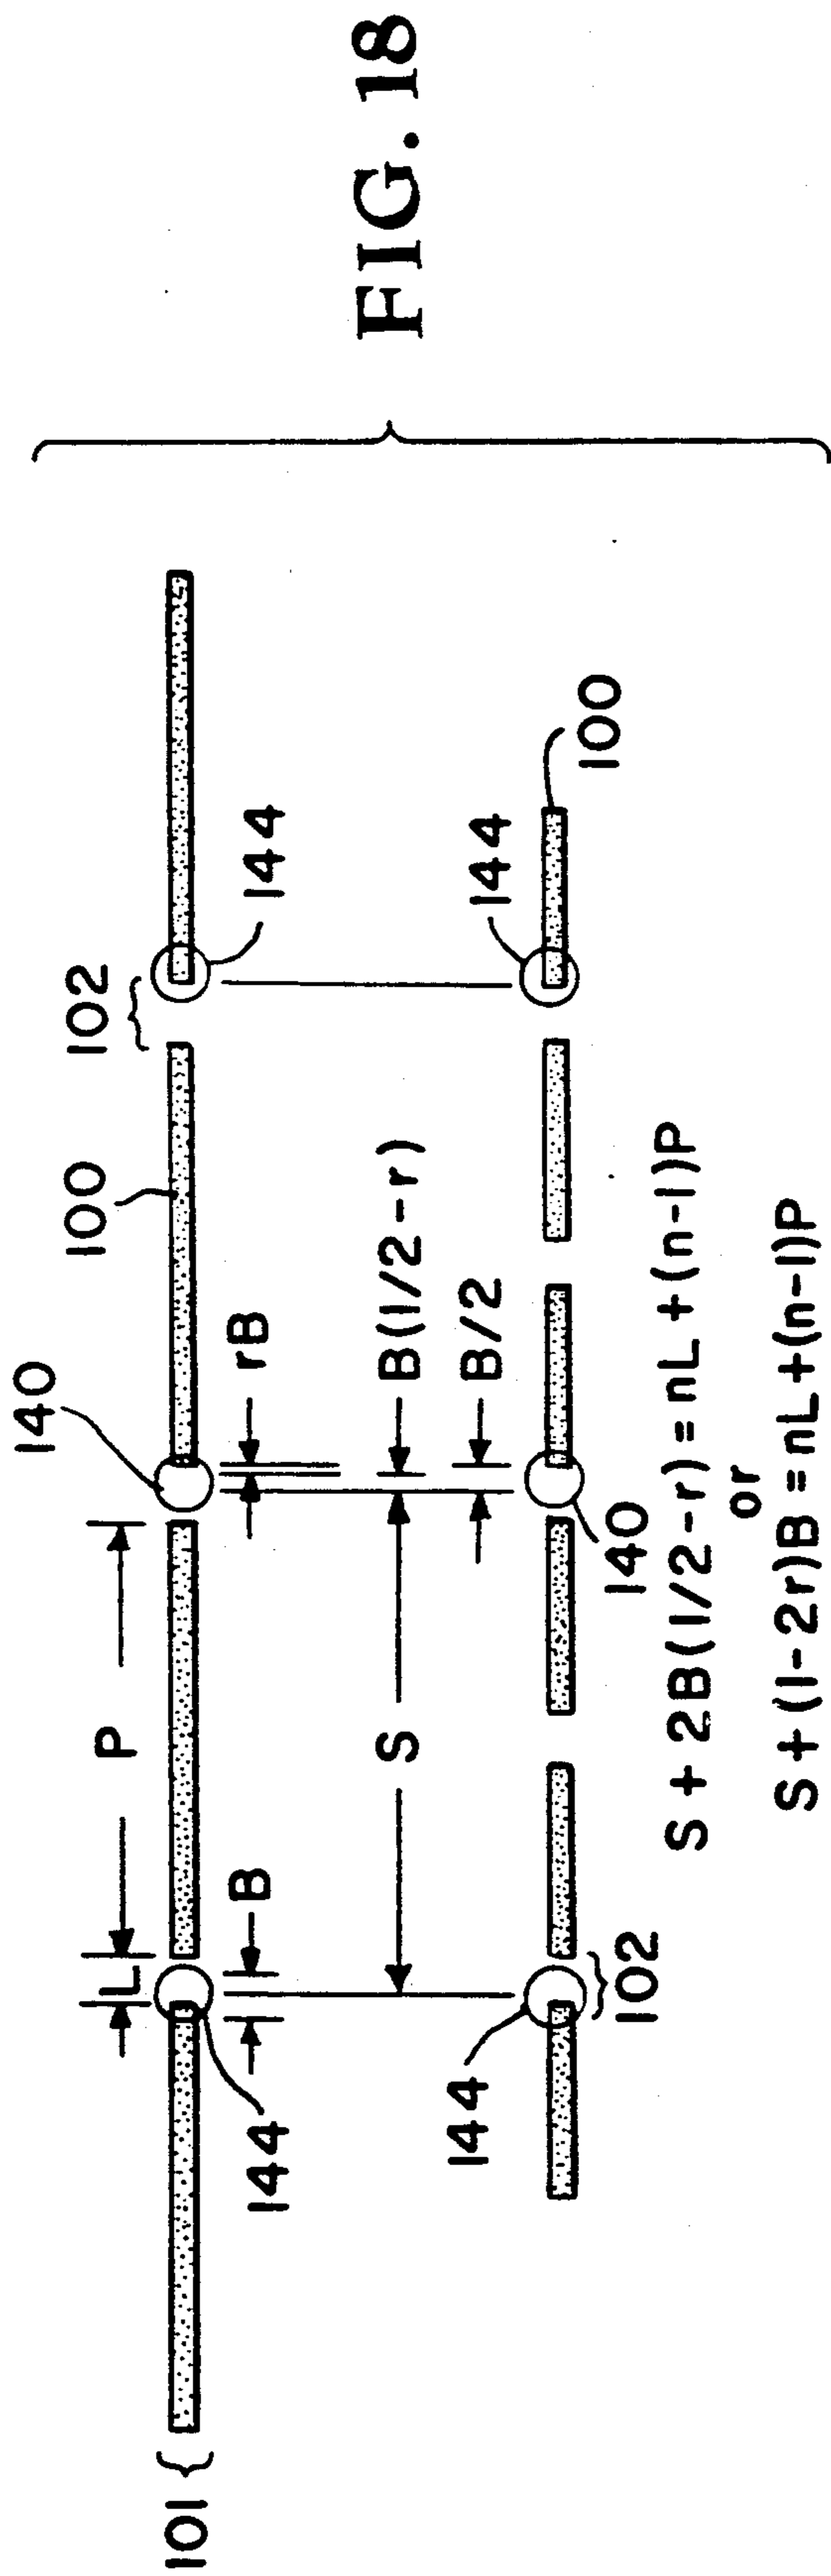 FIG. 18
102
140
100
P
L
101 {
144
144
rB
B
B(1/2-r)
S
B/2
144
144
100
140
102
S + 2B(1/2-r) = nL + (n-1)P
or
S + (1-2r)B = nL + (n-1)P